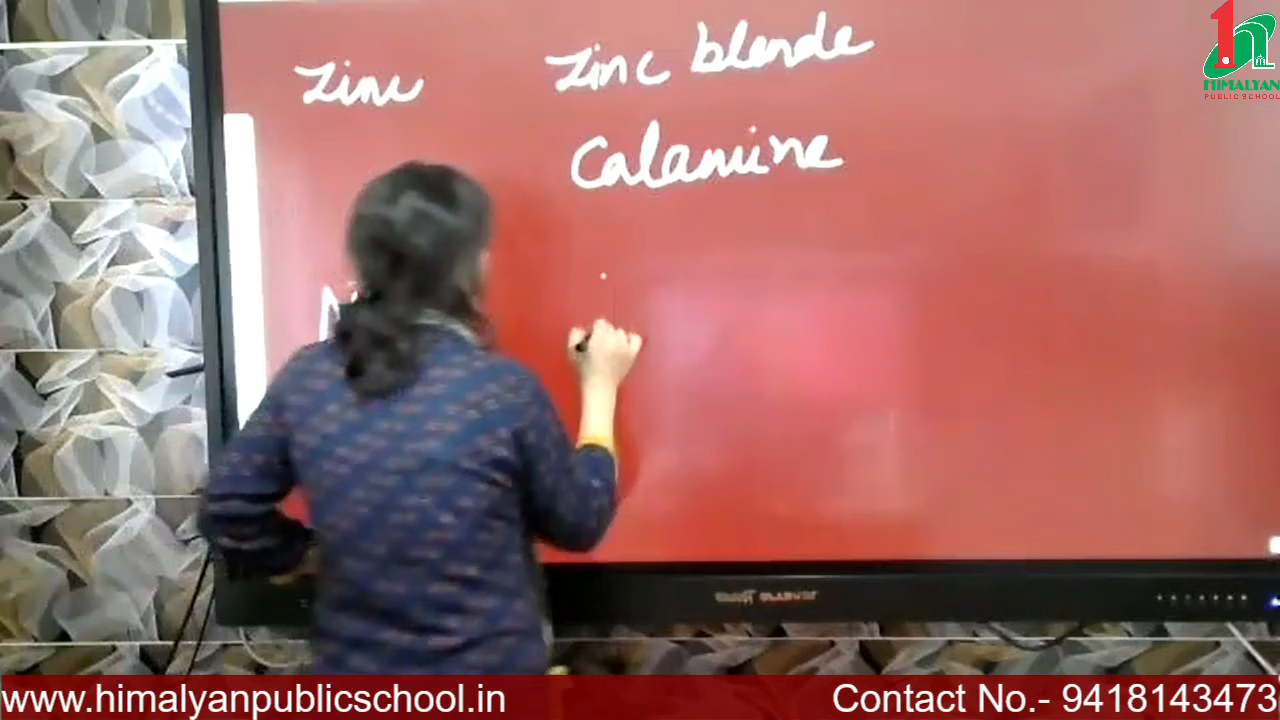 Zinc Zinc blende
Calamine
HIMALYAN
PUBLIC SCHOOL
www.himalyanpublicschool.in Contact No.- 9418143473